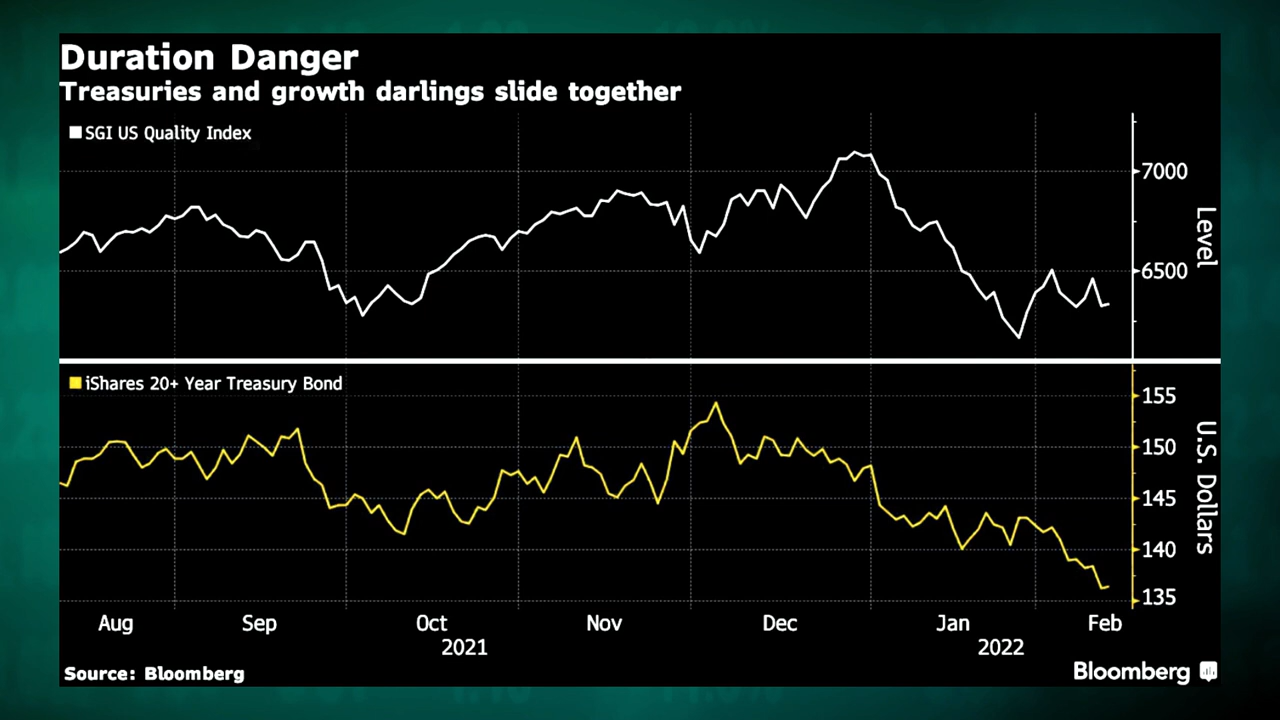 Duration Danger
Treasuries and growth darlings slide together
SGI US Quality Index
7000
6500
Level
iShares 20+ Year Treasury Bond
155
150
145
140
135
U.S. Dollars
Aug Sep Oct Nov Dec Jan Feb
2021 2022
Source: Bloomberg
Bloomberg